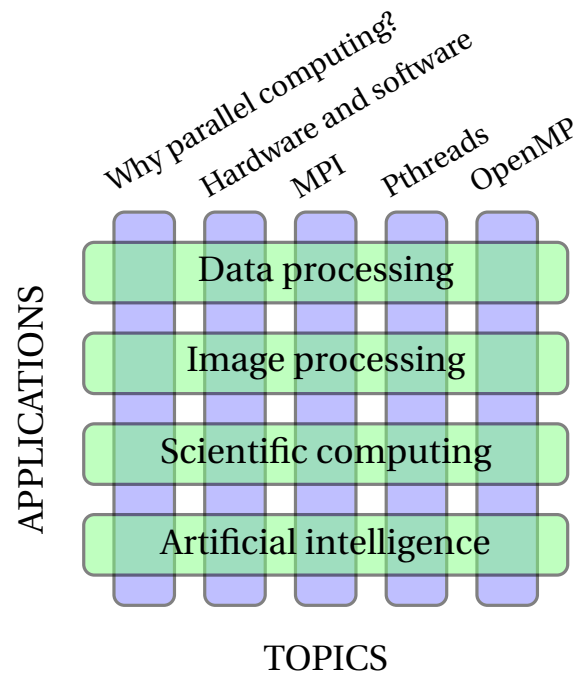 Why parallel computing?
Hardware and software
MPI
Pthreads
OpenMP
APPLICATIONS
Data processing
Image processing
Scientific computing
Artificial intelligence
TOPICS